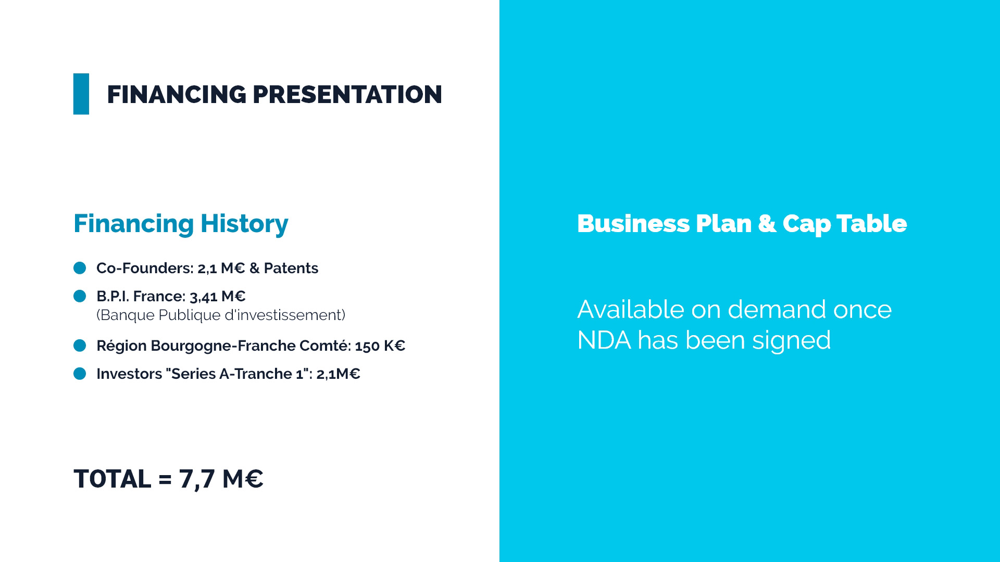 FINANCING PRESENTATION
Financing History
Co-Founders: 2,1 M€ & Patents
B.P.I. France: 3,41 M€
(Banque Publique d'investissement)
Région Bourgogne-Franche Comté: 150 K€
Investors "Series A-Tranche 1": 2,1M€
TOTAL = 7,7 M€
Business Plan & Cap Table
Available on demand once
NDA has been signed